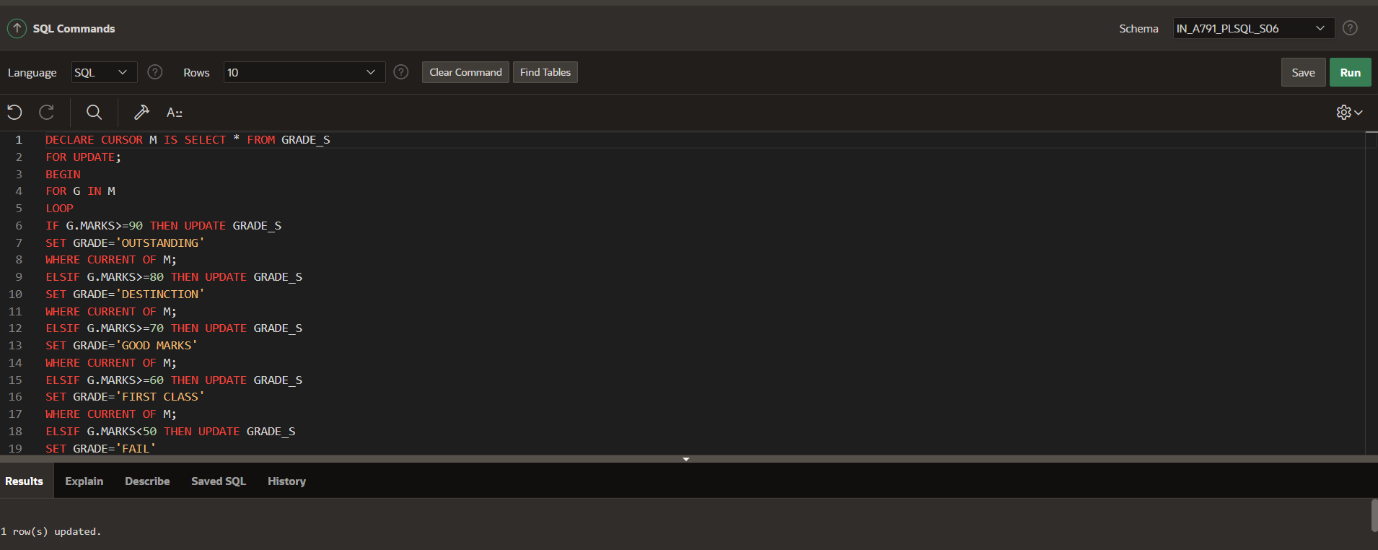 SQL Commands
Schema IN_A791_PLSQL_S06
Language SQL Rows 10 Clear Command Find Tables Save Run
A::
1 DECLARE CURSOR M IS SELECT * FROM GRADE_S
2 FOR UPDATE;
3 BEGIN
4 FOR G IN M
5 LOOP
6 IF G.MARKS>=90 THEN UPDATE GRADE_S
7 SET GRADE='OUTSTANDING'
8 WHERE CURRENT OF M;
9 ELSIF G.MARKS>=80 THEN UPDATE GRADE_S
10 SET GRADE='DESTINCTION'
11 WHERE CURRENT OF M;
12 ELSIF G.MARKS>=70 THEN UPDATE GRADE_S
13 SET GRADE='GOOD MARKS'
14 WHERE CURRENT OF M;
15 ELSIF G.MARKS>=60 THEN UPDATE GRADE_S
16 SET GRADE='FIRST CLASS'
17 WHERE CURRENT OF M;
18 ELSIF G.MARKS<50 THEN UPDATE GRADE_S
19 SET GRADE='FAIL'
Results Explain Describe Saved SQL History
1 row(s) updated.